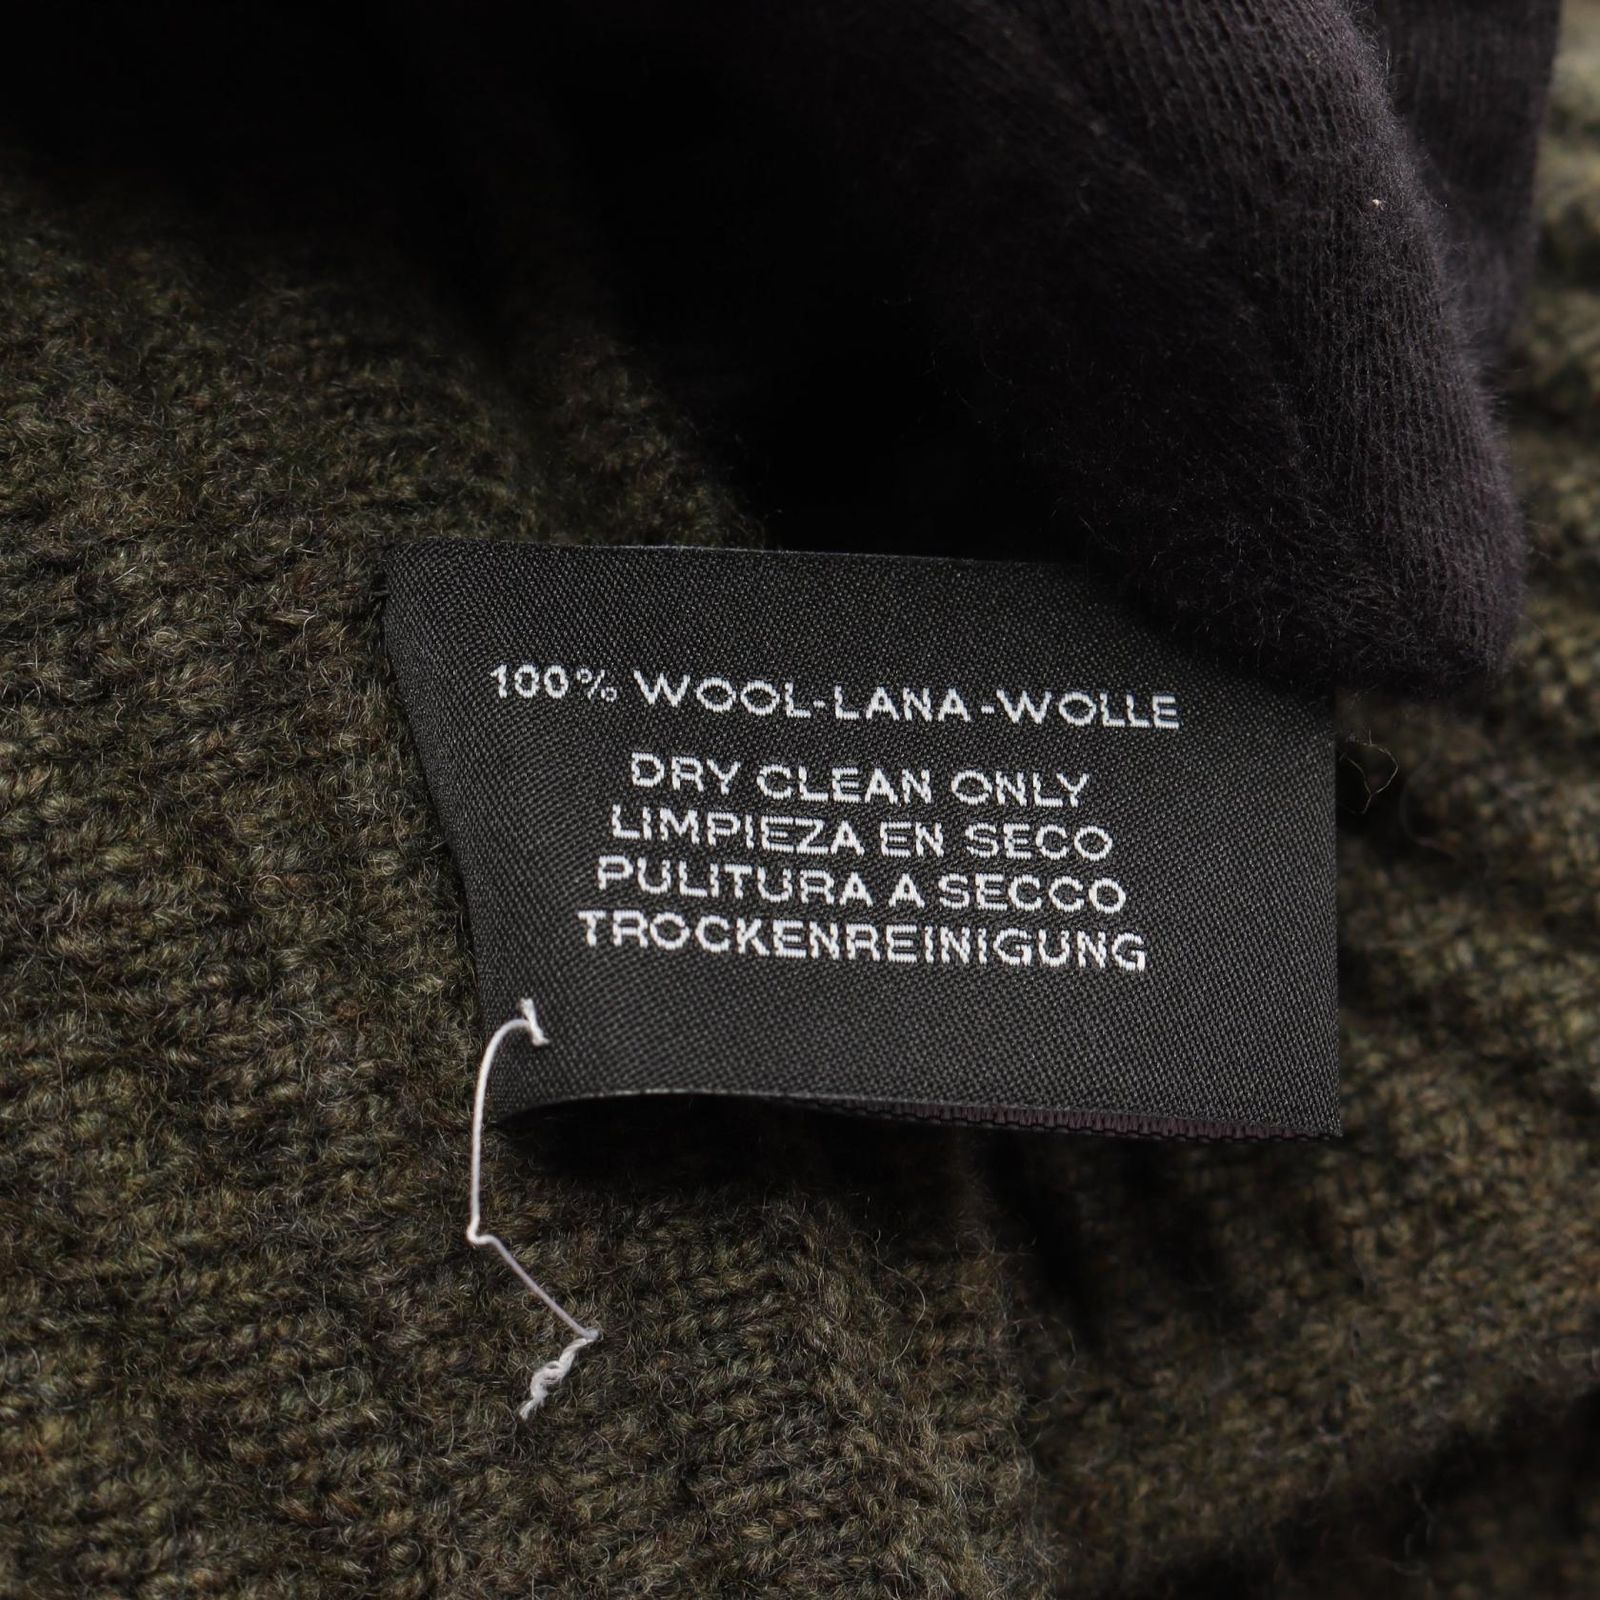 100% WOOL-LANA-WOLLE
DRY CLEAN ONLY
LIMPIEZA EN SECO
PULITURA A SECCO
TROCKENREINIGUNG